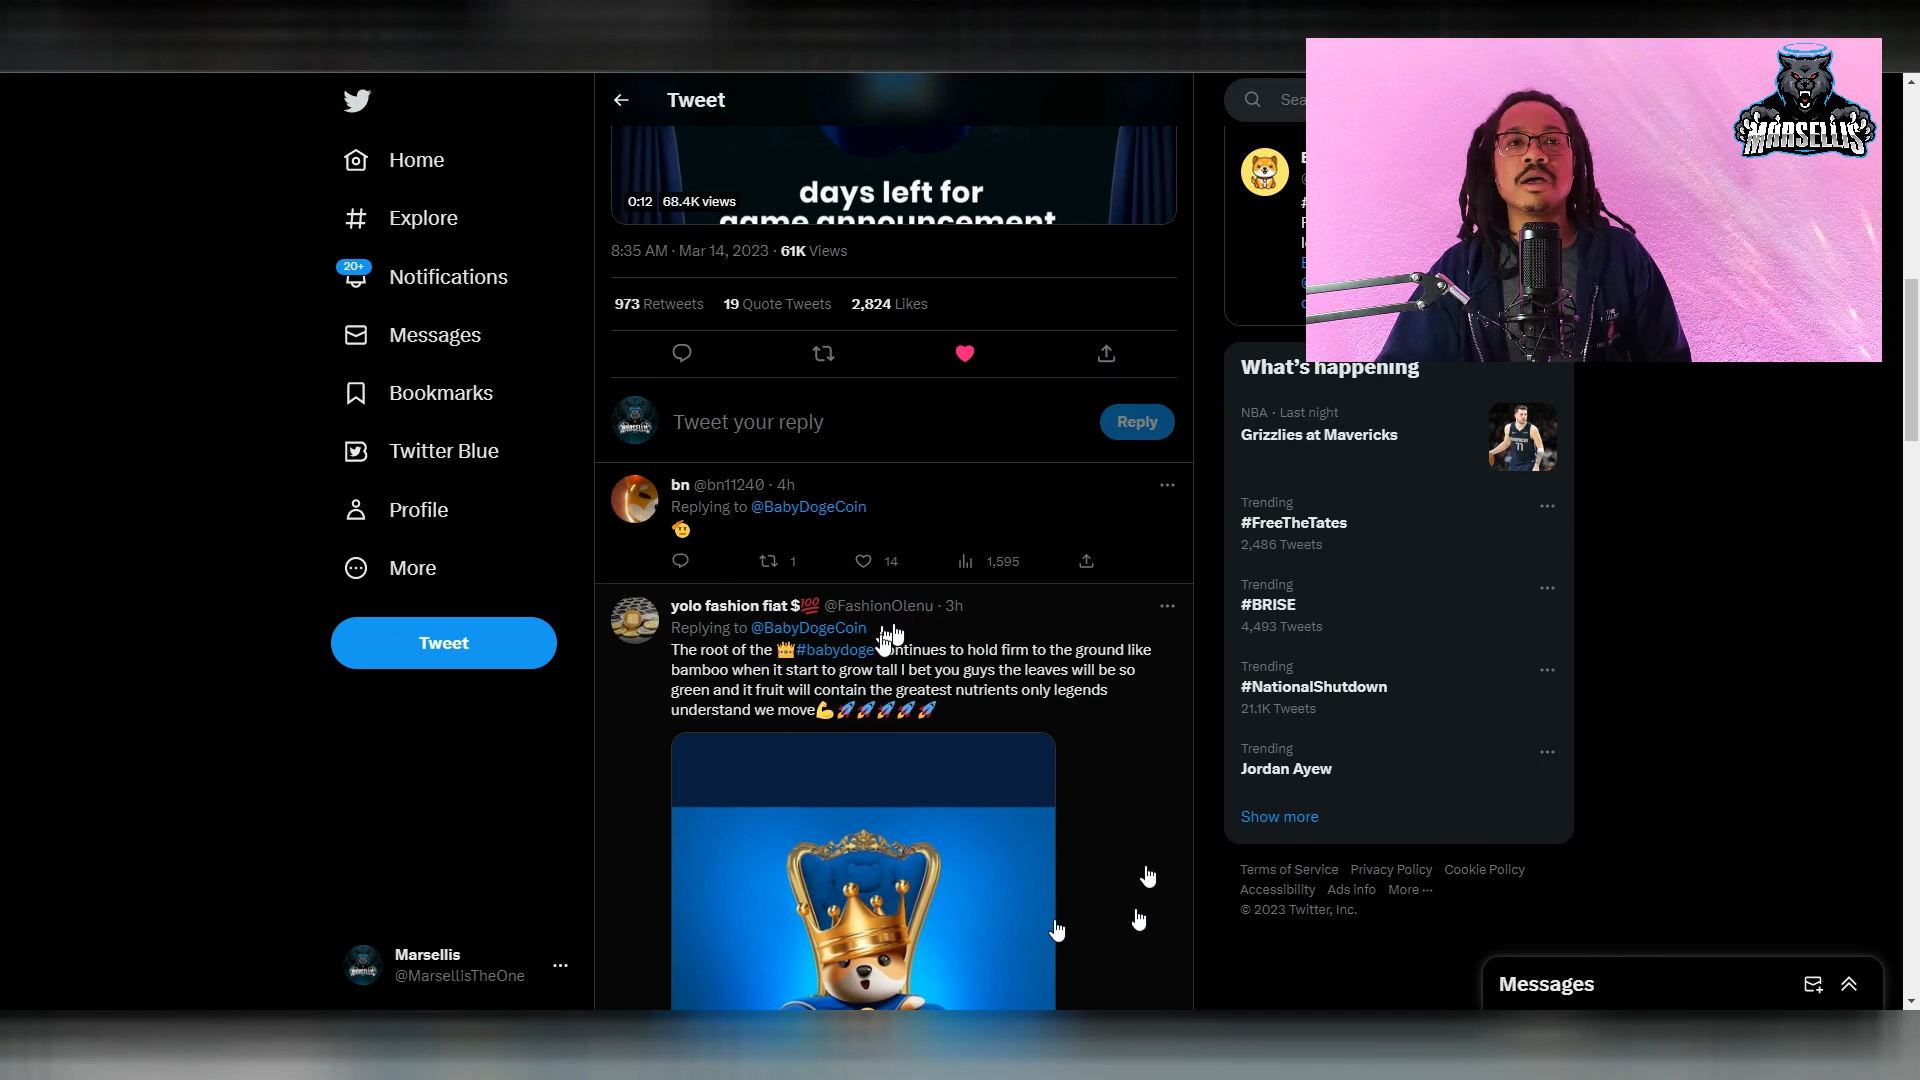 Home
Explore
20+
Notifications
Messages
Bookmarks
Twitter Blue
Profile
More
Tweet
Marsellis
@MarsellisTheOne
Tweet
days left for
game announcement
0:12 68.4K views
8:35 AM · Mar 14, 2023 · 61K Views
973 Retweets 19 Quote Tweets 2,824 Likes
Tweet your reply
Reply
bn @bn11240 · 4h
Replying to @BabyDogeCoin
1 14 1,595
yolo fashion fiat $💯 @FashionOlenu · 3h
Replying to @BabyDogeCoin
The root of the 👑#babydoge continues to hold firm to the ground like
bamboo when it start to grow tall I bet you guys the leaves will be so
green and it fruit will contain the greatest nutrients only legends
understand we move💪🚀🚀🚀🚀🚀
MARSELLIS
What's happening
NBA · Last night
Grizzlies at Mavericks
Trending
#FreeTheTates
2,486 Tweets
Trending
#BRISE
4,493 Tweets
Trending
#NationalShutdown
21.1K Tweets
Trending
Jordan Ayew
Show more
Terms of Service Privacy Policy Cookie Policy
Accessibility Ads info More ···
© 2023 Twitter, Inc.
Messages